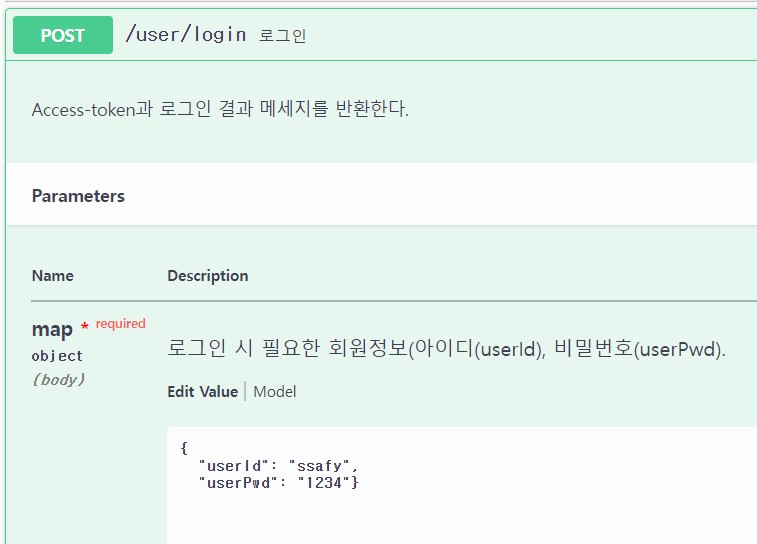 POST /user/login 로그인
Access-token과 로그인 결과 메세지를 반환한다.
Parameters
Name Description
map * required
object
(body)
로그인 시 필요한 회원정보(아이디(userId), 비밀번호(userPwd).
Edit Value | Model
{
"userId": "ssafy",
"userPwd": "1234"}